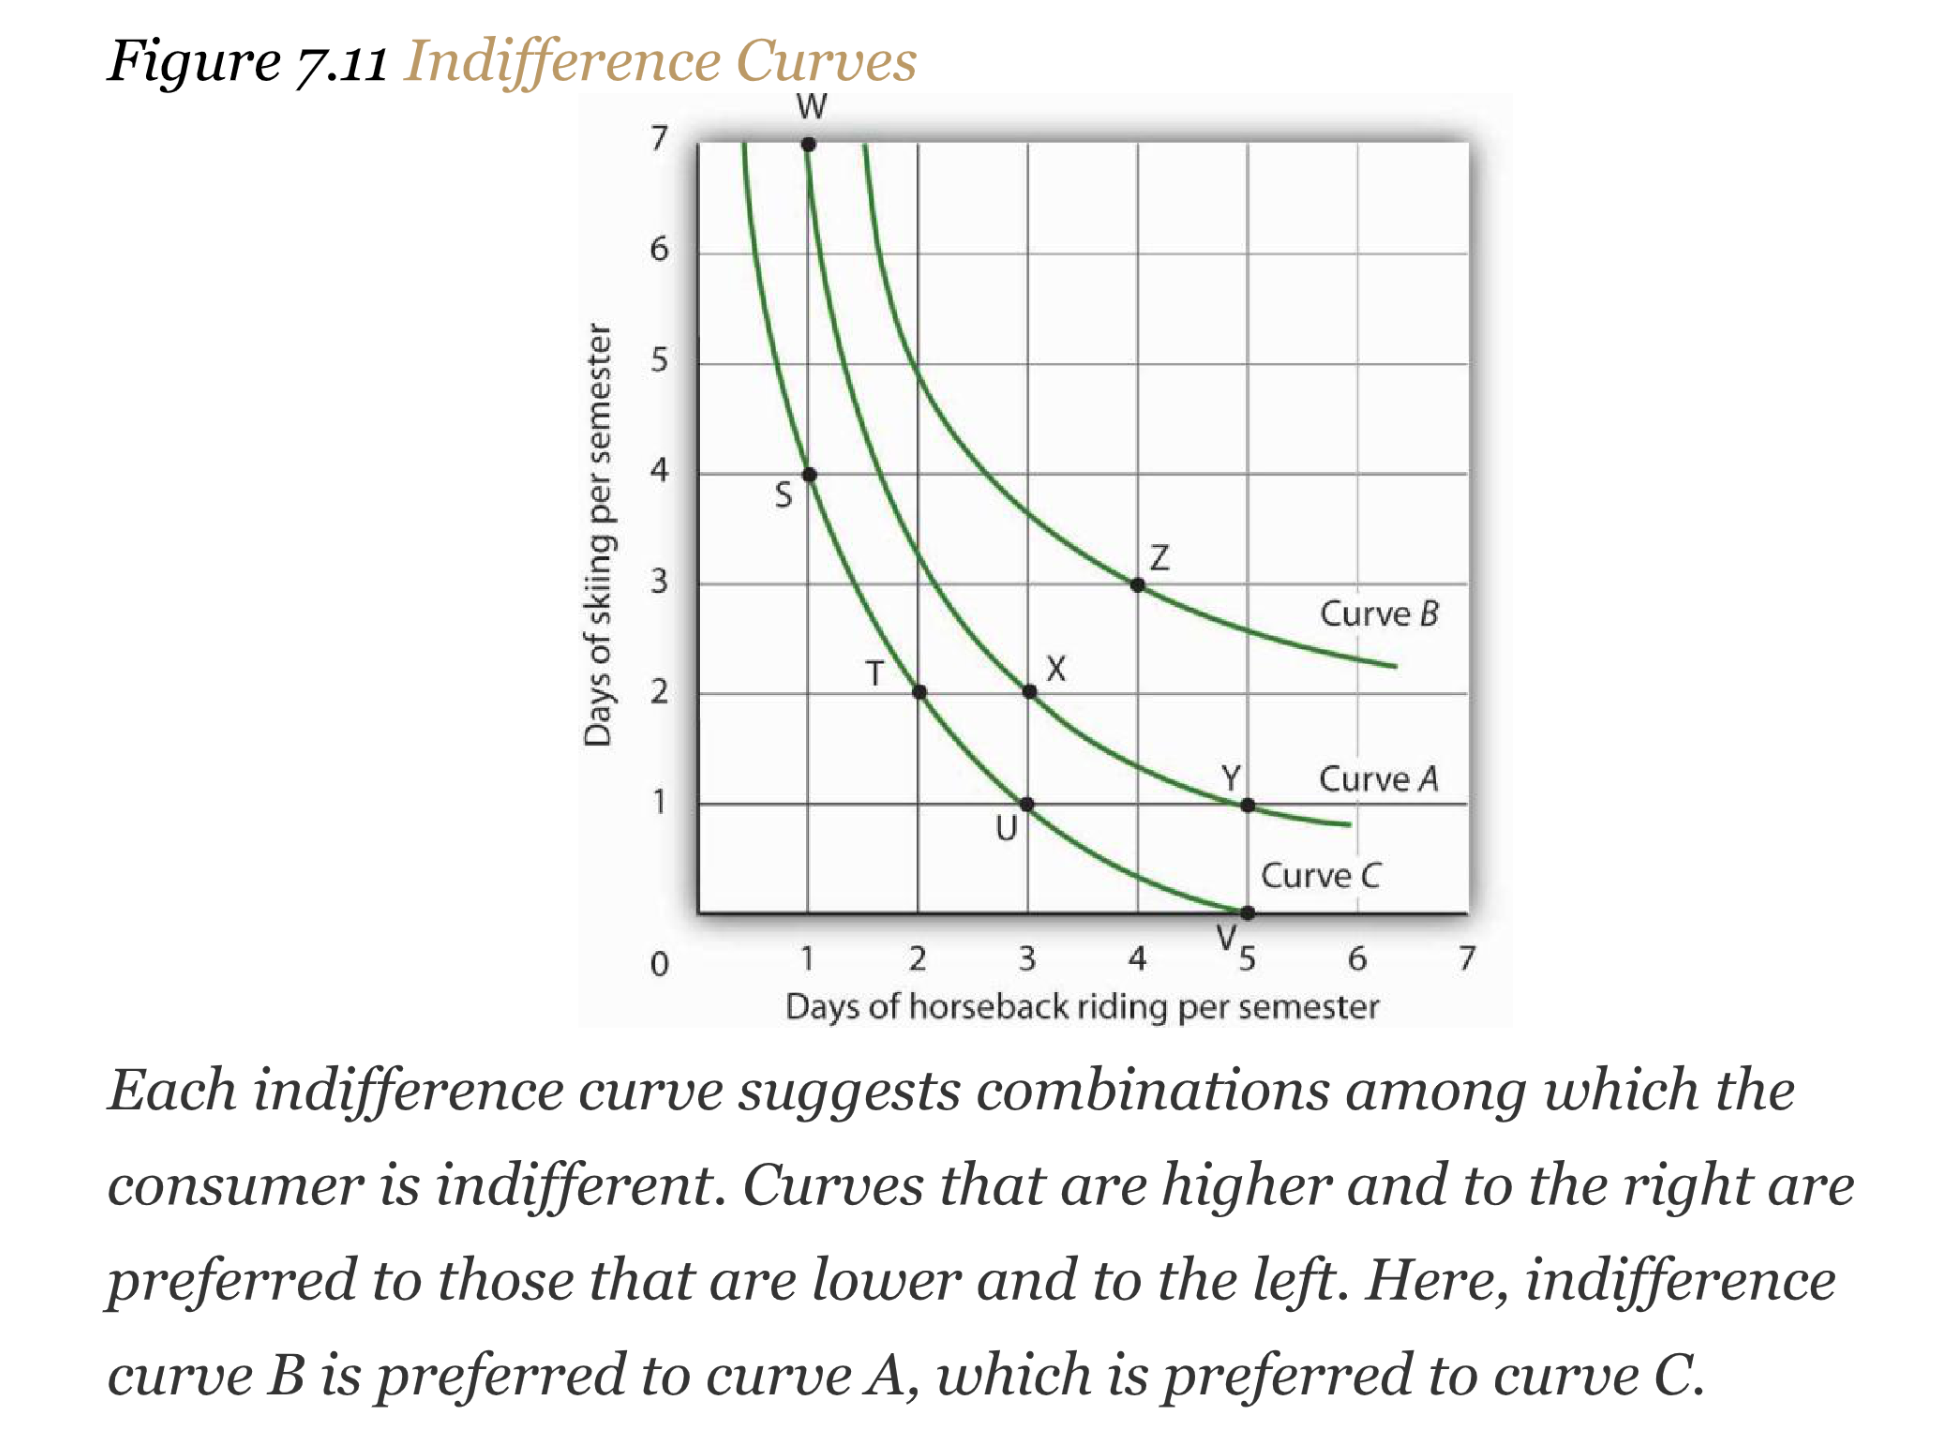 Figure 7.11 Indifference Curves
W
7
6
5
4
3
2
1
0
Days of skiing per semester
S
T
U
V
X
Y
Z
Curve B
Curve A
Curve C
1 2 3 4 5 6 7
Days of horseback riding per semester
Each indifference curve suggests combinations among which the
consumer is indifferent. Curves that are higher and to the right are
preferred to those that are lower and to the left. Here, indifference
curve B is preferred to curve A, which is preferred to curve C.